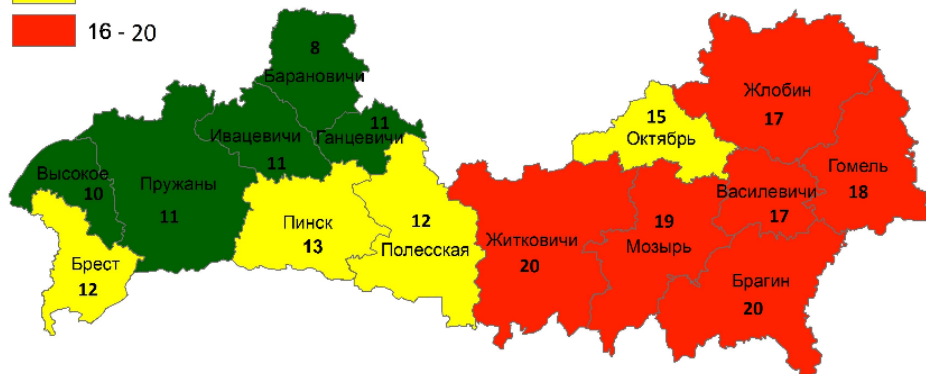 16 - 20
8
Барановичи
Жлобин
17
15
Октябрь
11
Ганцевичи
Ивацевичи
11
Высокое
10
Пружаны
11
Гомель
18
Василевичи
17
12
Полесская
Пинск
13
19
Мозырь
Житковичи
20
Брест
12
Брагин
20